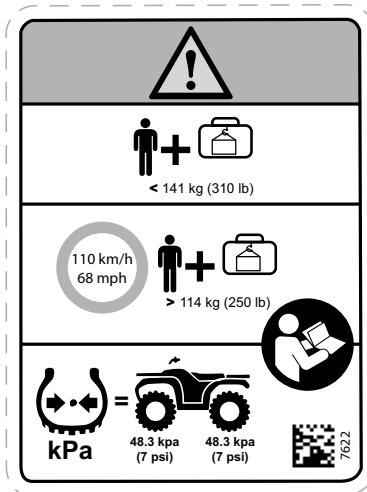 < 141 kg (310 lb)
110 km/h
68 mph
> 114 kg (250 lb)
kPa
=
48.3 kpa
(7 psi)
48.3 kpa
(7 psi)
7622